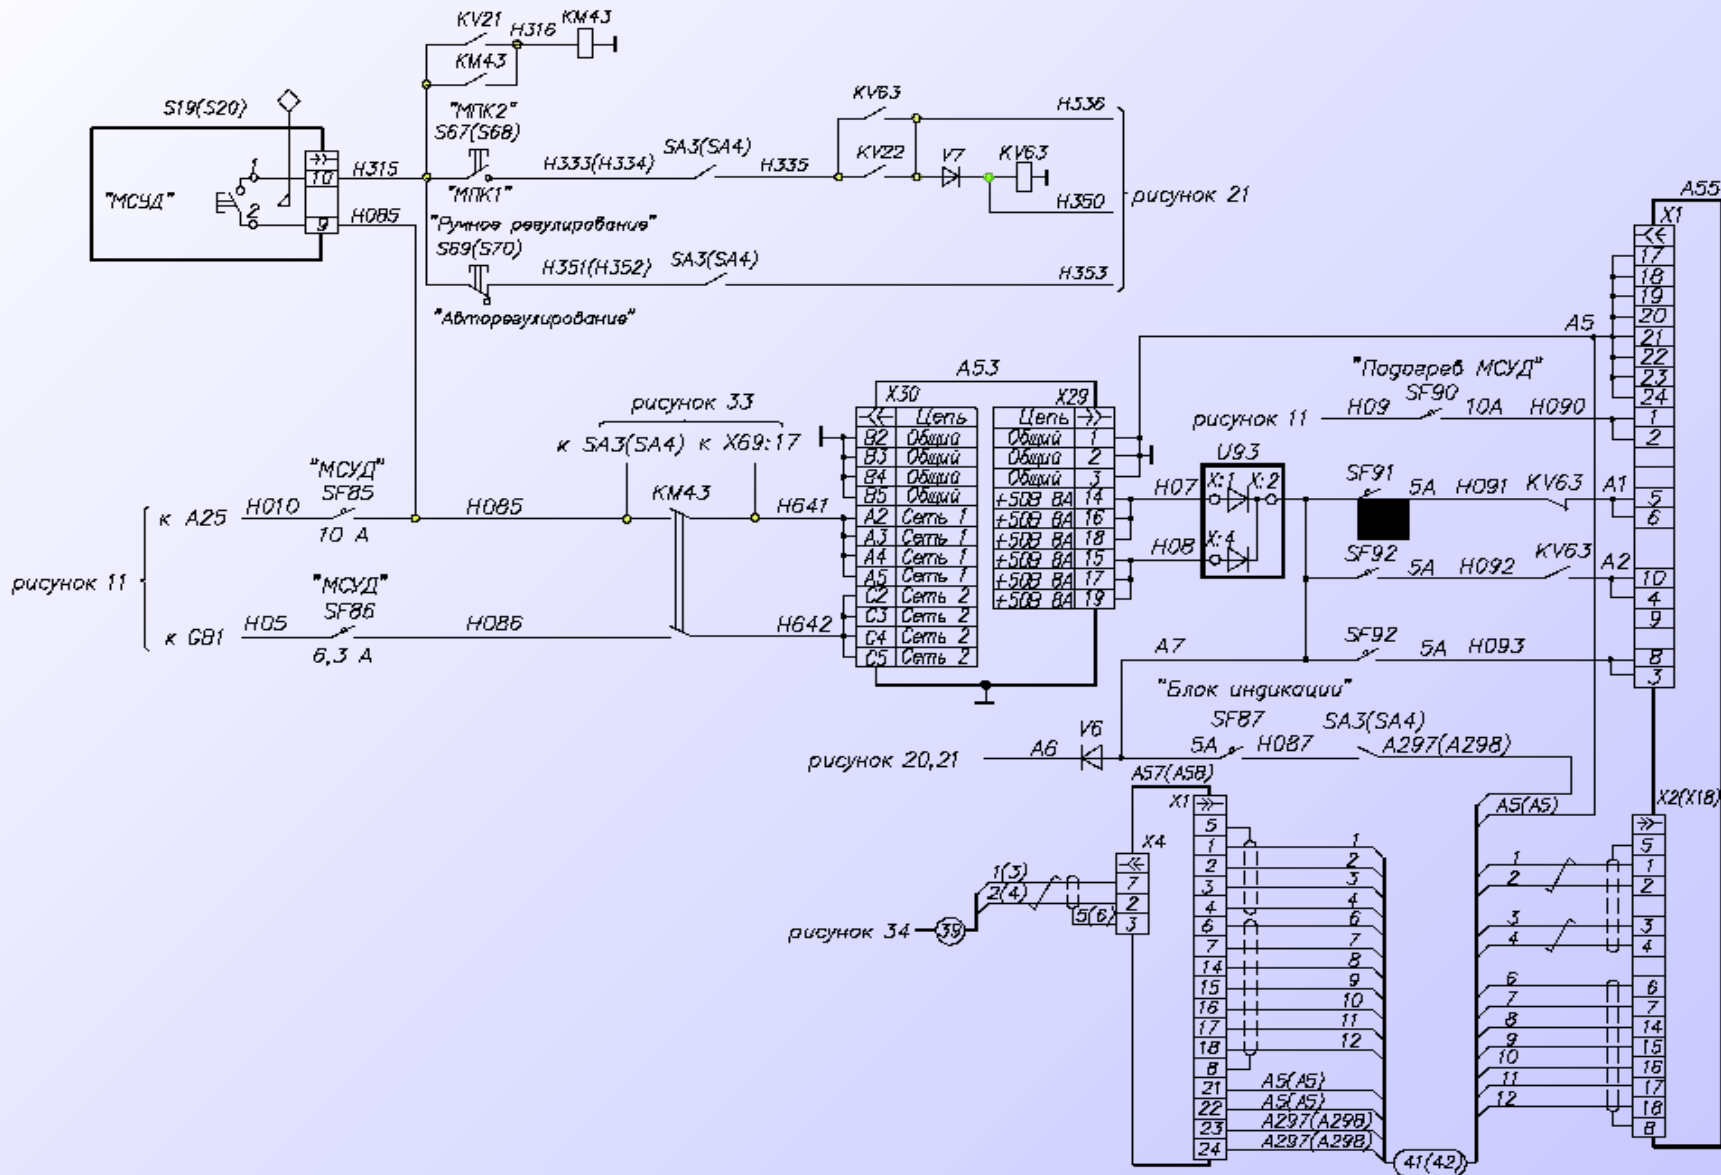 KV21
H316
KM43
KM43
S19(S20)
"МПК2"
S67(S68)
"МСУД"
1
2
10
9
H315
H085
"МПК1"
H333(H334)
SA3(SA4)
H335
KV63
KV22
V7
KV63
H336
H350
рисунок 21
"Ручное регулирование"
S69(S70)
H351(H352)
SA3(SA4)
H353
"Авторегулирование"
A55
X1
17
18
19
20
21
22
23
24
1
2
5
6
10
4
9
8
3
A5
"Подогрев МСУД"
SF90
рисунок 11
H09
10A
H090
A53
X30
Цепь
B2 Общий
B3 Общий
B4 Общий
B5 Общий
A2 Сеть 1
A3 Сеть 1
A4 Сеть 1
A5 Сеть 1
C2 Сеть 2
C3 Сеть 2
C4 Сеть 2
C5 Сеть 2
X29
Цепь
Общий 1
Общий 2
Общий 3
+50В 8А 14
+50В 8А 16
+50В 8А 18
+50В 8А 15
+50В 8А 17
+50В 8А 19
рисунок 33
к SA3(SA4)
к X69:17
"МСУД"
SF85
к A25
H010
10 A
H085
KM43
H641
рисунок 11
"МСУД"
SF86
к GB1
H05
6,3 A
H086
H642
U93
X:1
X:2
X:4
H07
H08
SF91
5A
H091
KV63
A1
SF92
5A
H092
KV63
A2
A7
SF92
5A
H093
"Блок индикации"
SF87
SA3(SA4)
рисунок 20,21
A6
V6
5A
H087
A297(A298)
A57(A58)
X1
5
1
2
3
4
6
7
14
15
16
17
18
8
21
22
23
24
X4
7
2
3
1(3)
2(4)
5(6)
рисунок 34
39
1
2
3
4
6
7
8
9
10
11
12
A5(A5)
A5(A5)
A297(A298)
A297(A298)
41(42)
A5(A5)
X2(X18)
5
1
2
3
4
6
7
14
15
16
17
18
8
1
2
3
4
6
7
8
9
10
11
12